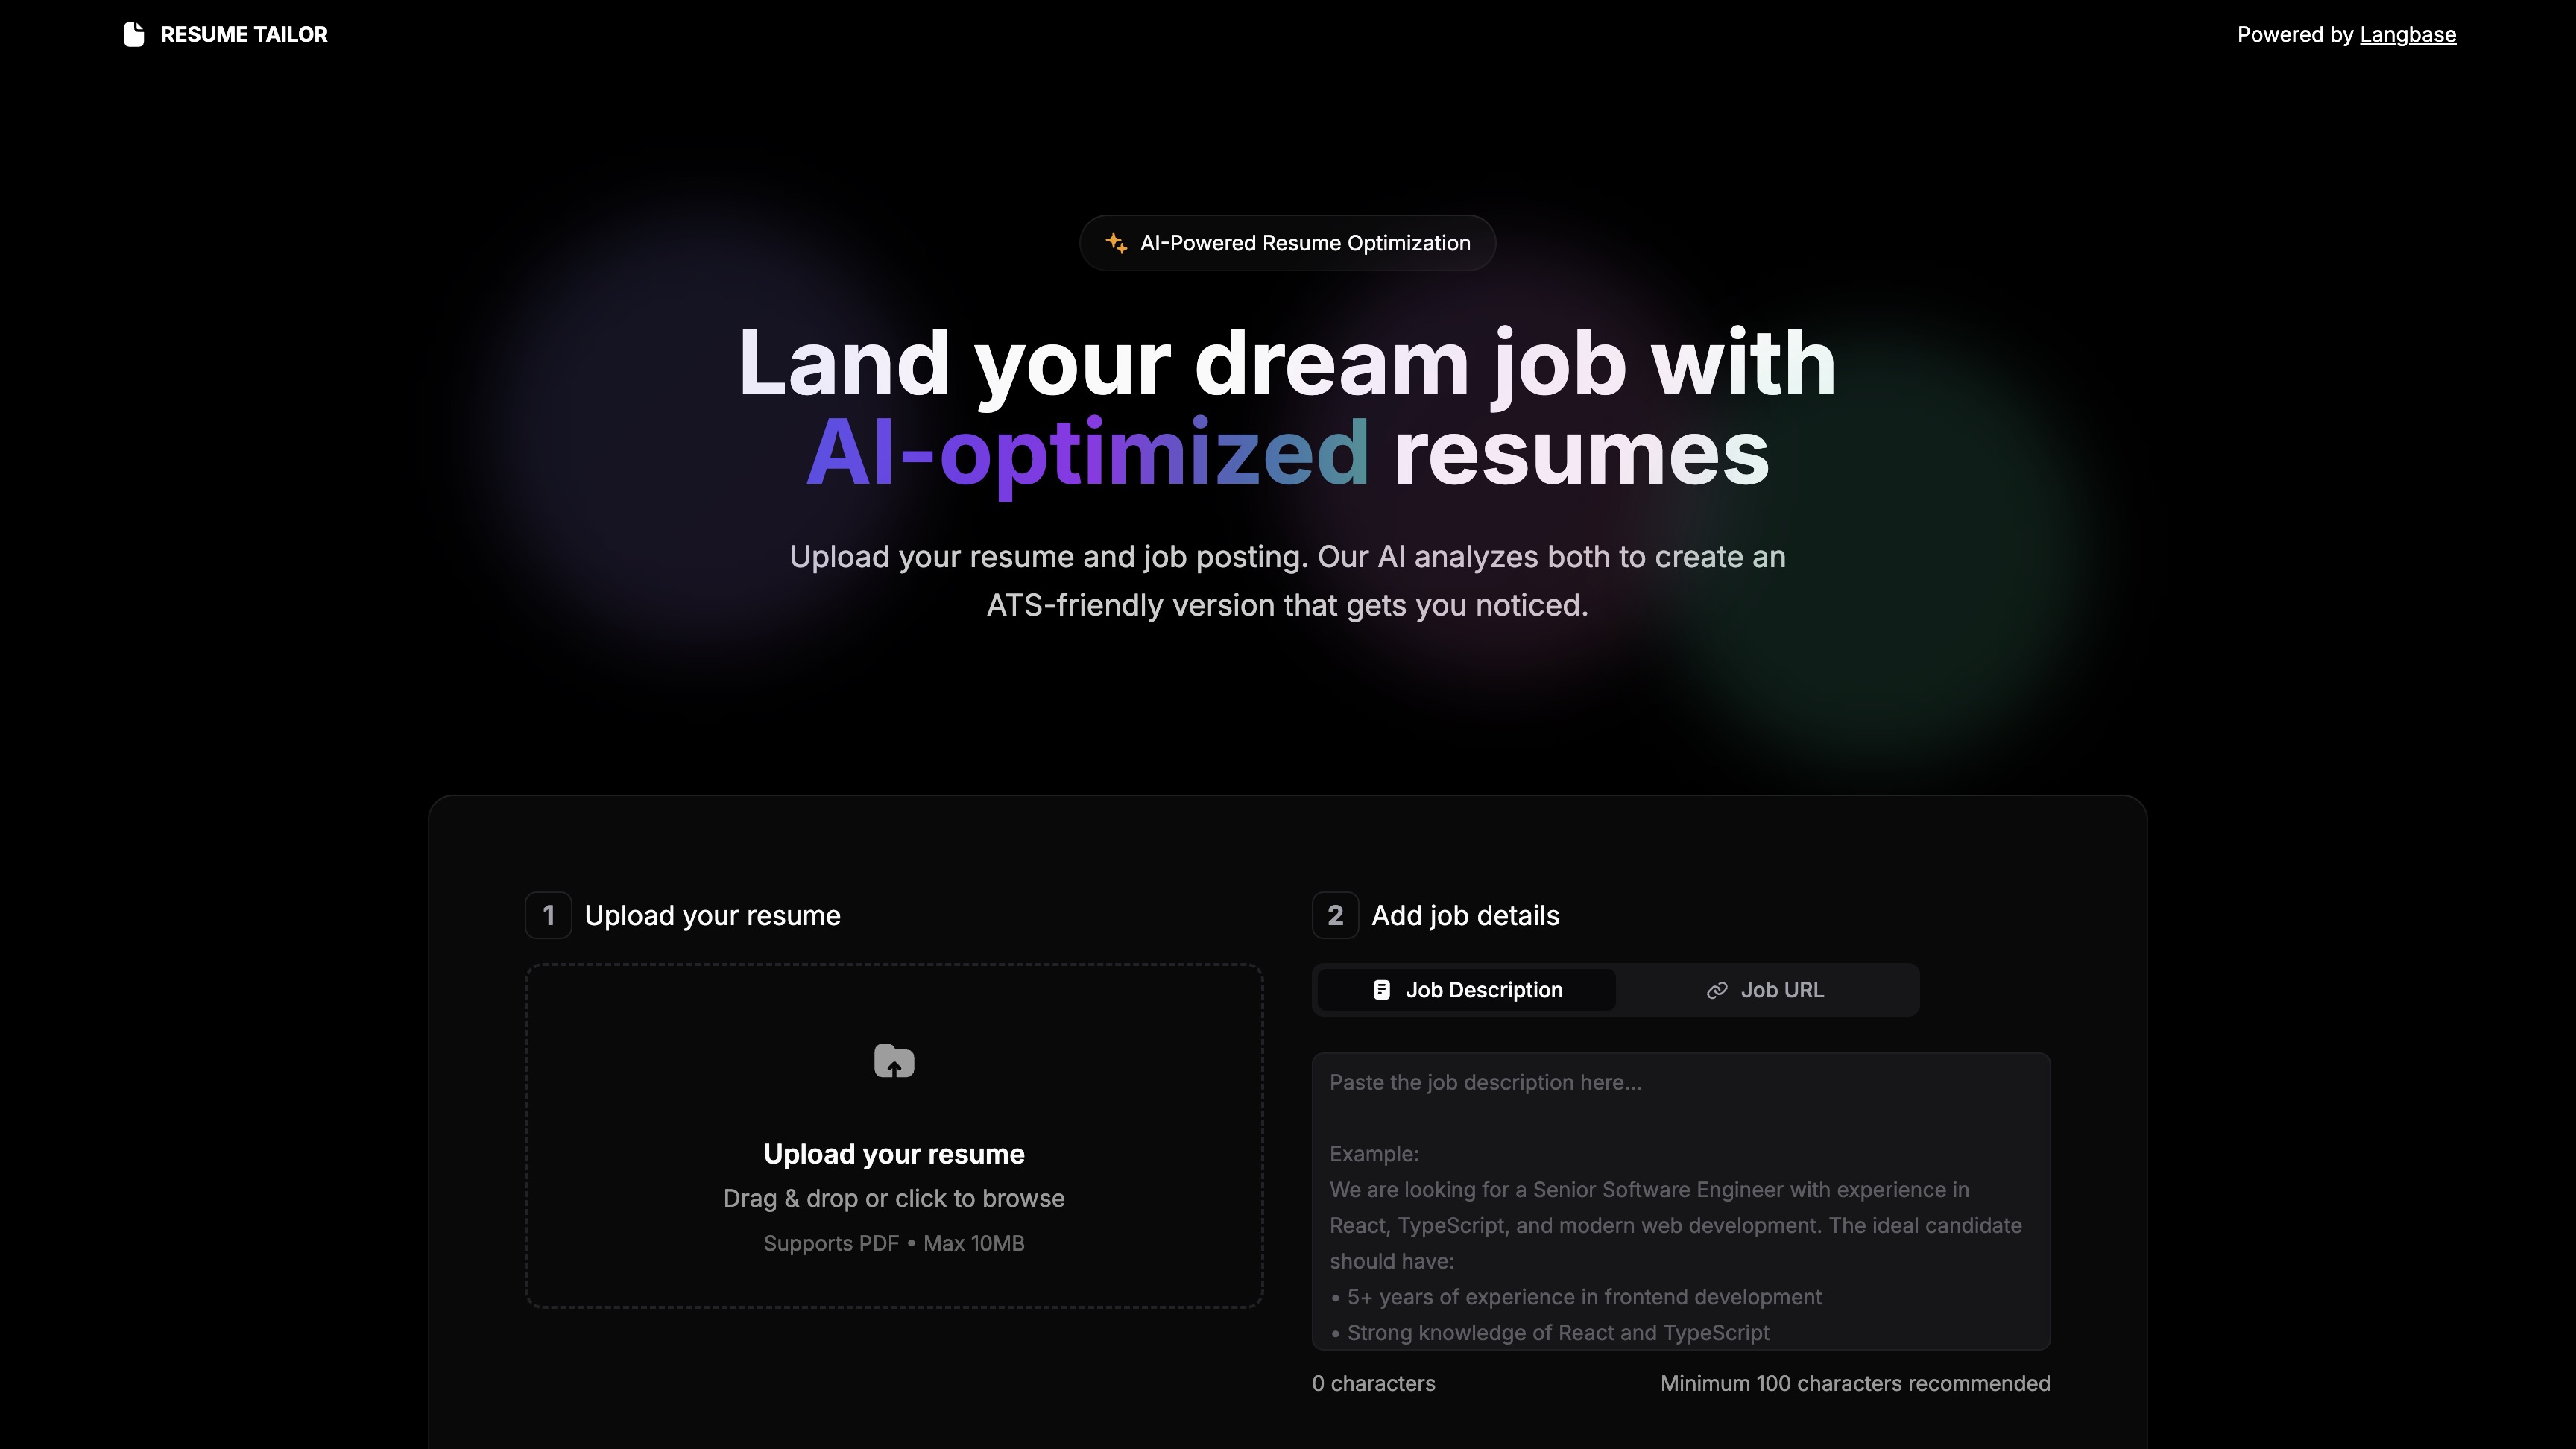 RESUME TAILOR
Powered by Langbase
AI-Powered Resume Optimization
Land your dream job with
AI-optimized resumes
Upload your resume and job posting. Our AI analyzes both to create an
ATS-friendly version that gets you noticed.
1 Upload your resume
Upload your resume
Drag & drop or click to browse
Supports PDF • Max 10MB
2 Add job details
Job Description
Job URL
Paste the job description here...
Example:
We are looking for a Senior Software Engineer with experience in
React, TypeScript, and modern web development. The ideal candidate
should have:
• 5+ years of experience in frontend development
• Strong knowledge of React and TypeScript
0 characters
Minimum 100 characters recommended